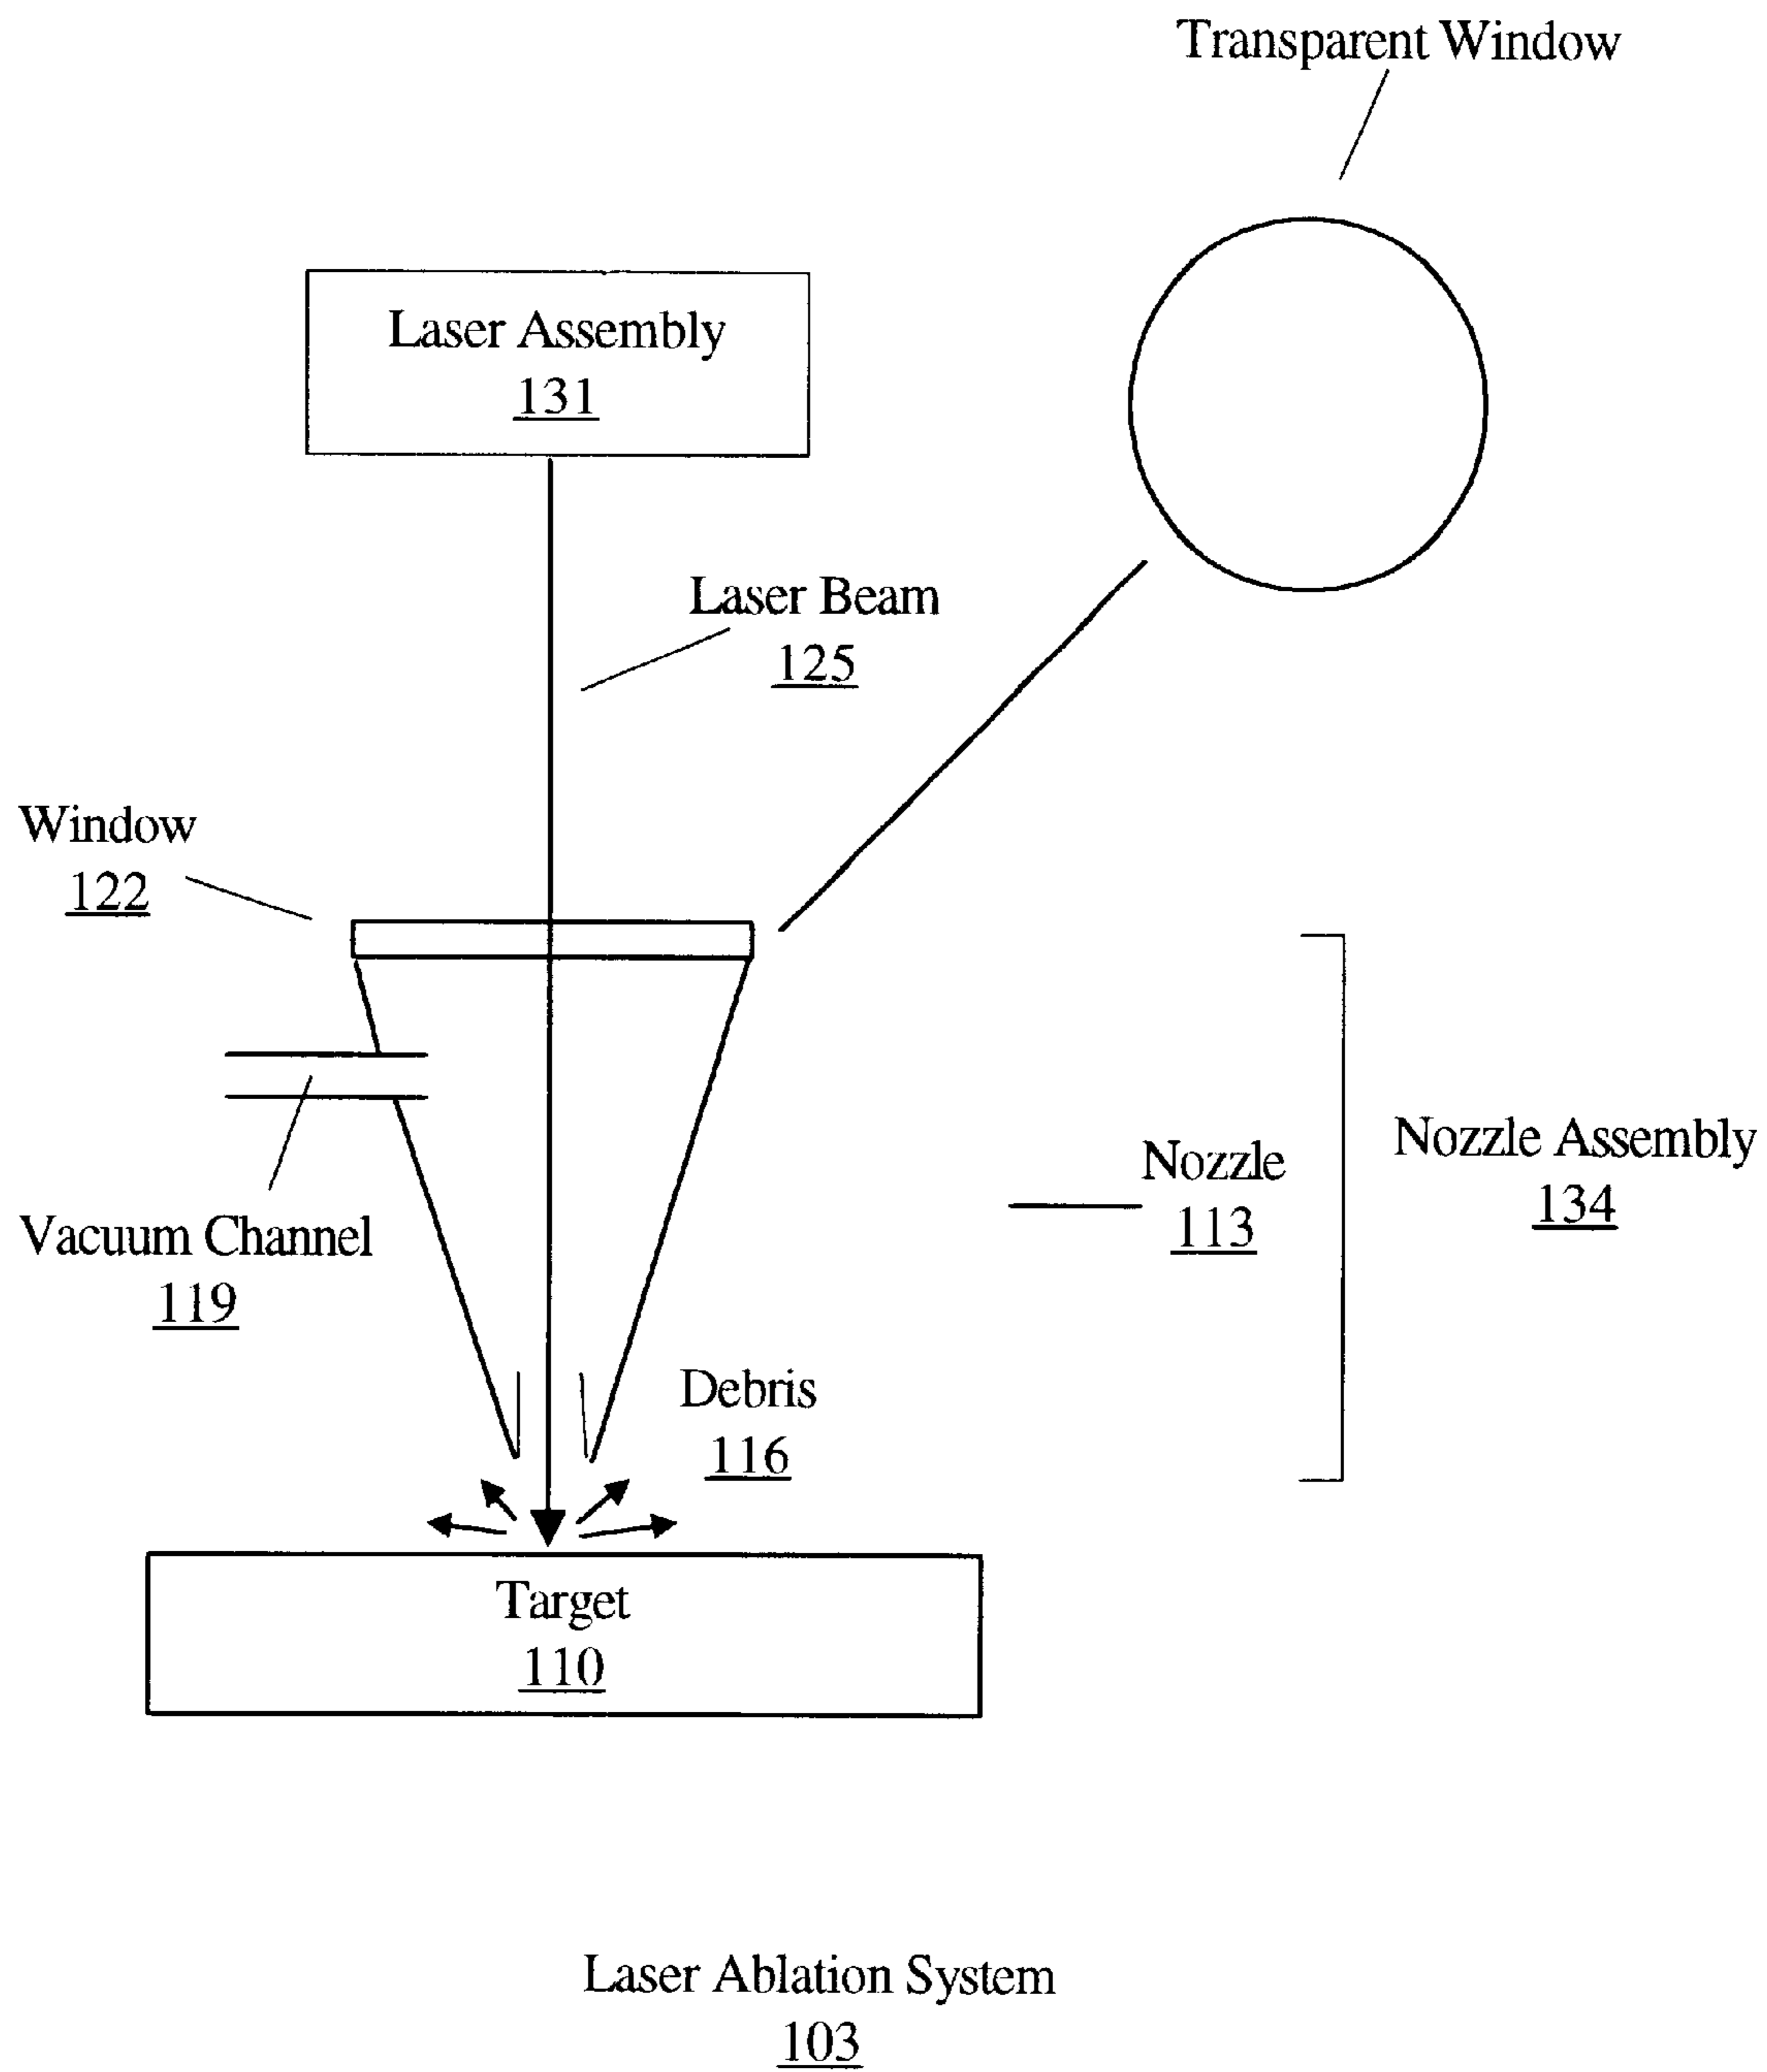 Transparent Window
Laser Assembly
131
Laser Beam
125
Window
122
Nozzle Assembly
134
Nozzle
113
Vacuum Channel
119
Debris
116
Target
110
Laser Ablation System
103